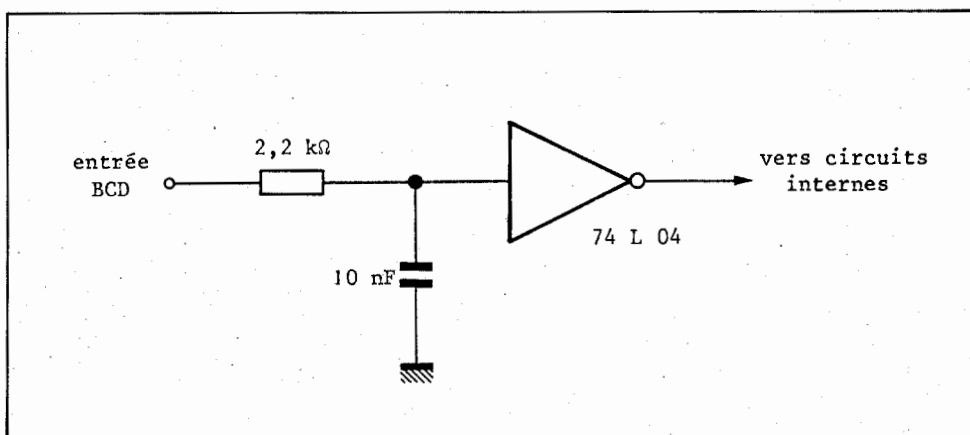 entrée
BCD
2,2 kΩ
10 nF
74 L 04
vers circuits
internes